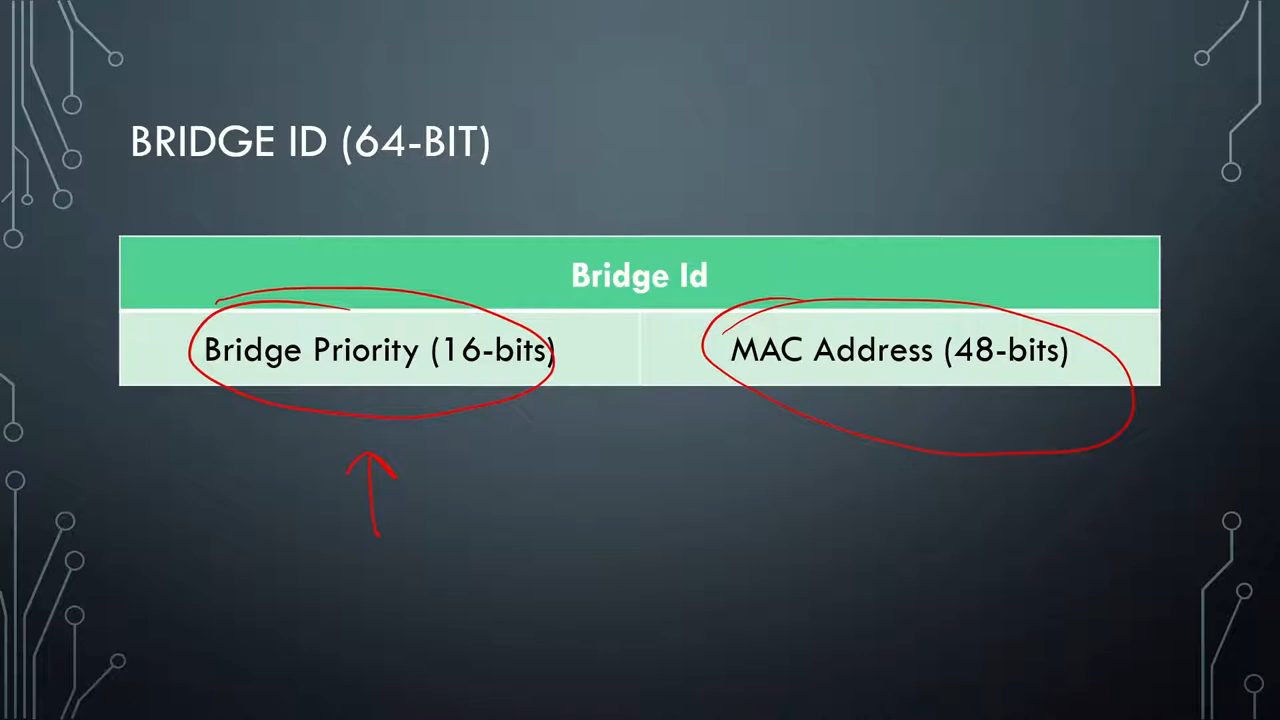 BRIDGE ID (64-BIT)
Bridge Id
Bridge Priority (16-bits)
MAC Address (48-bits)